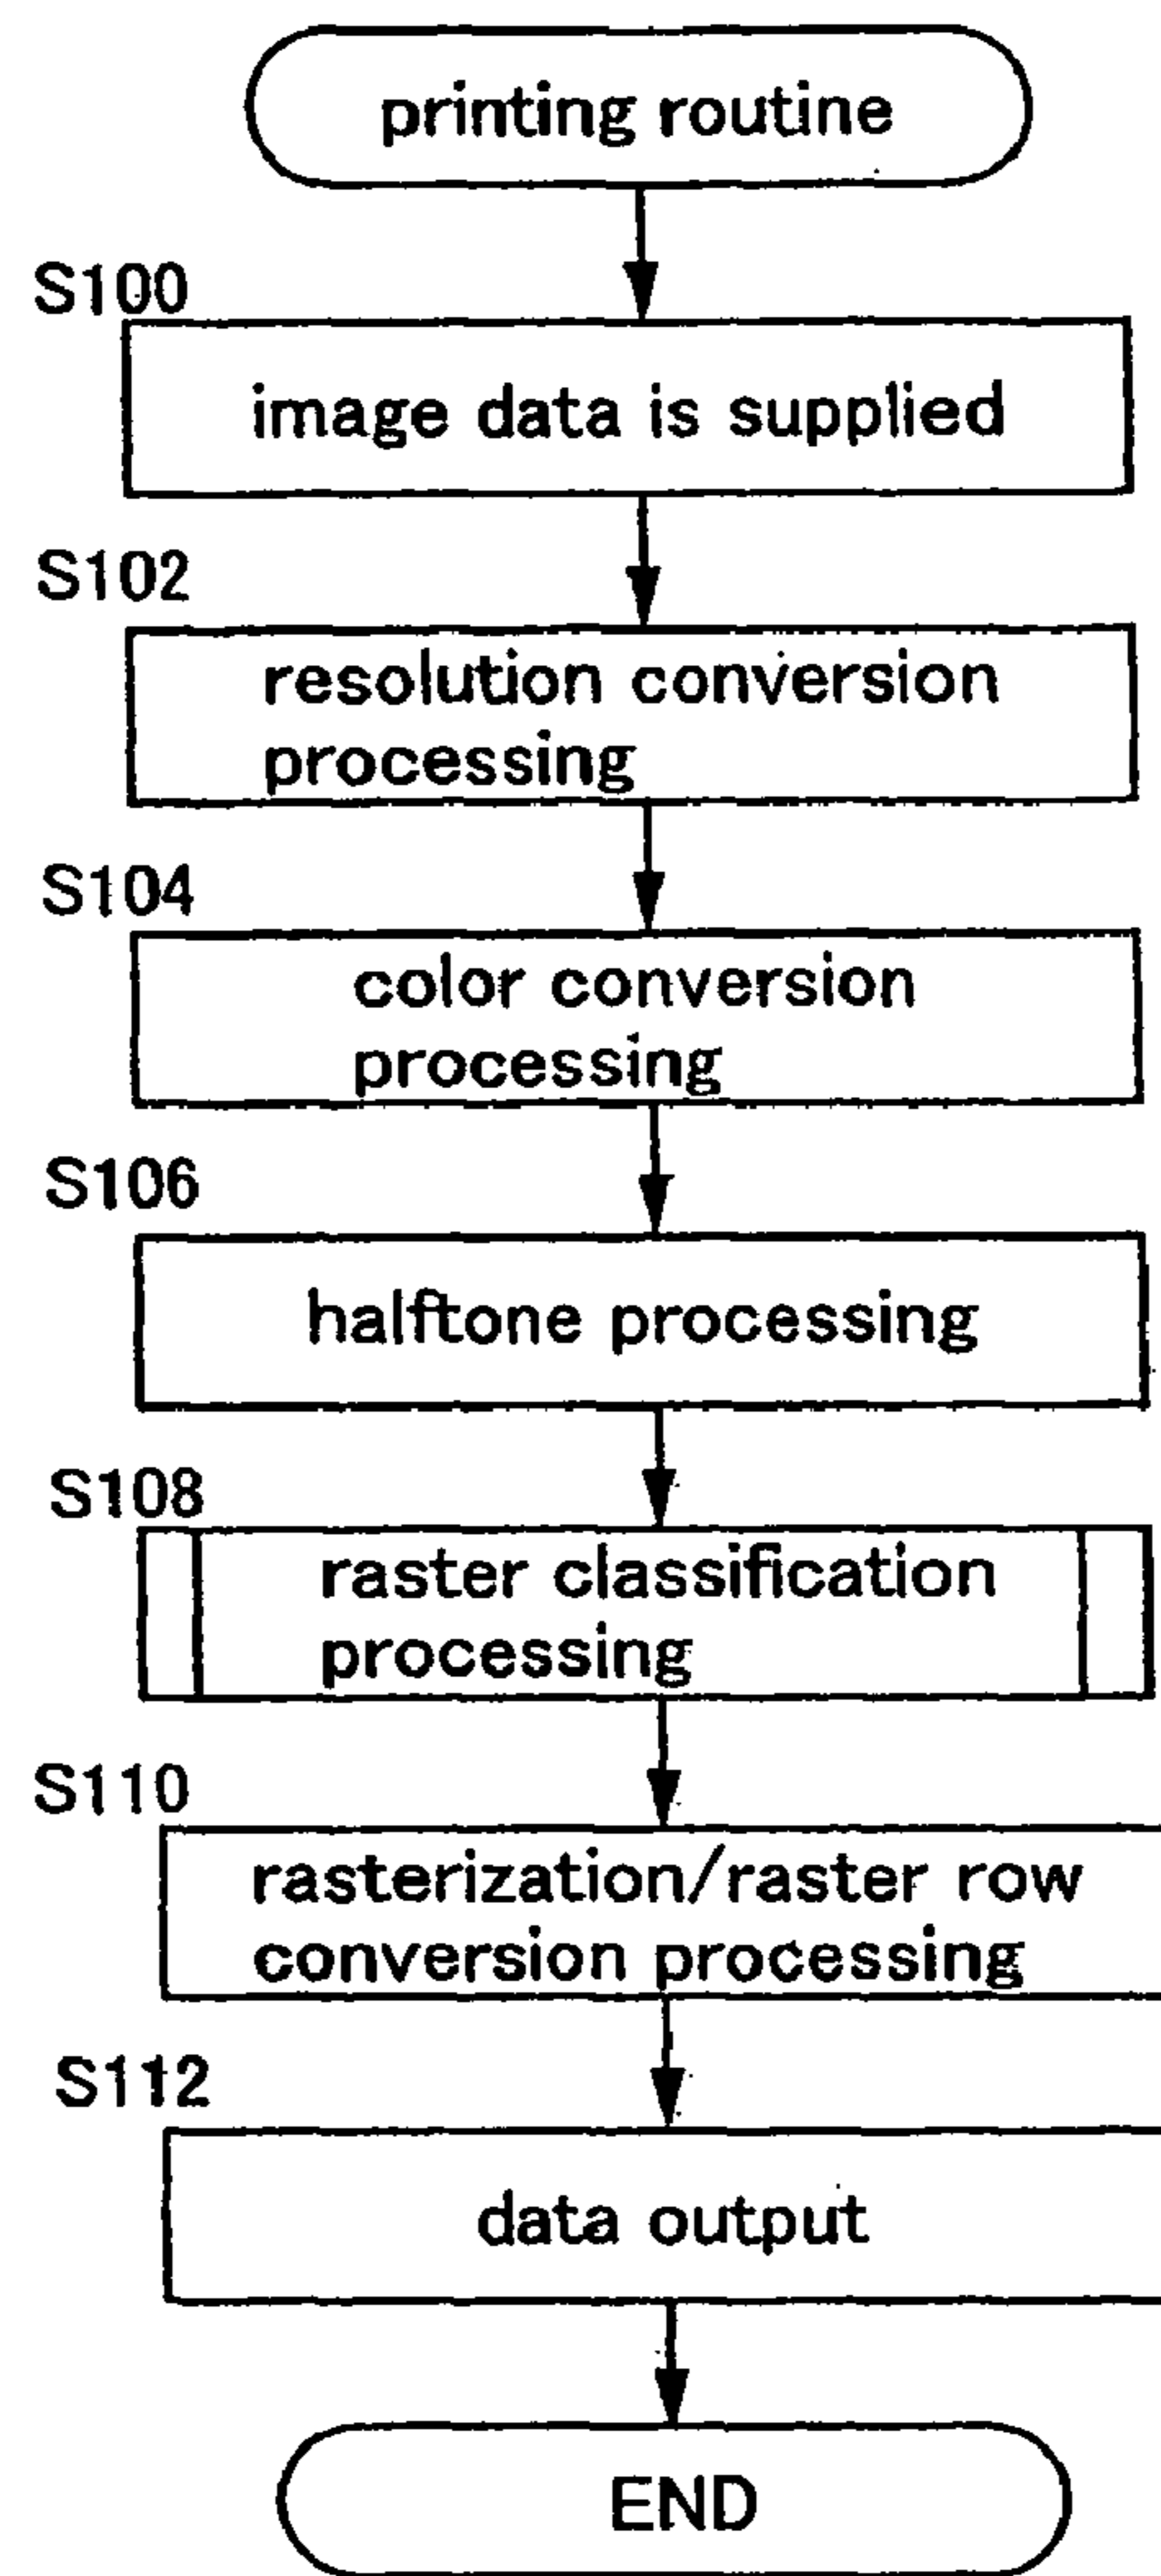 printing routine
S100
image data is supplied
S102
resolution conversion
processing
S104
color conversion
processing
S106
halftone processing
S108
raster classification
processing
S110
rasterization/raster row
conversion processing
S112
data output
END